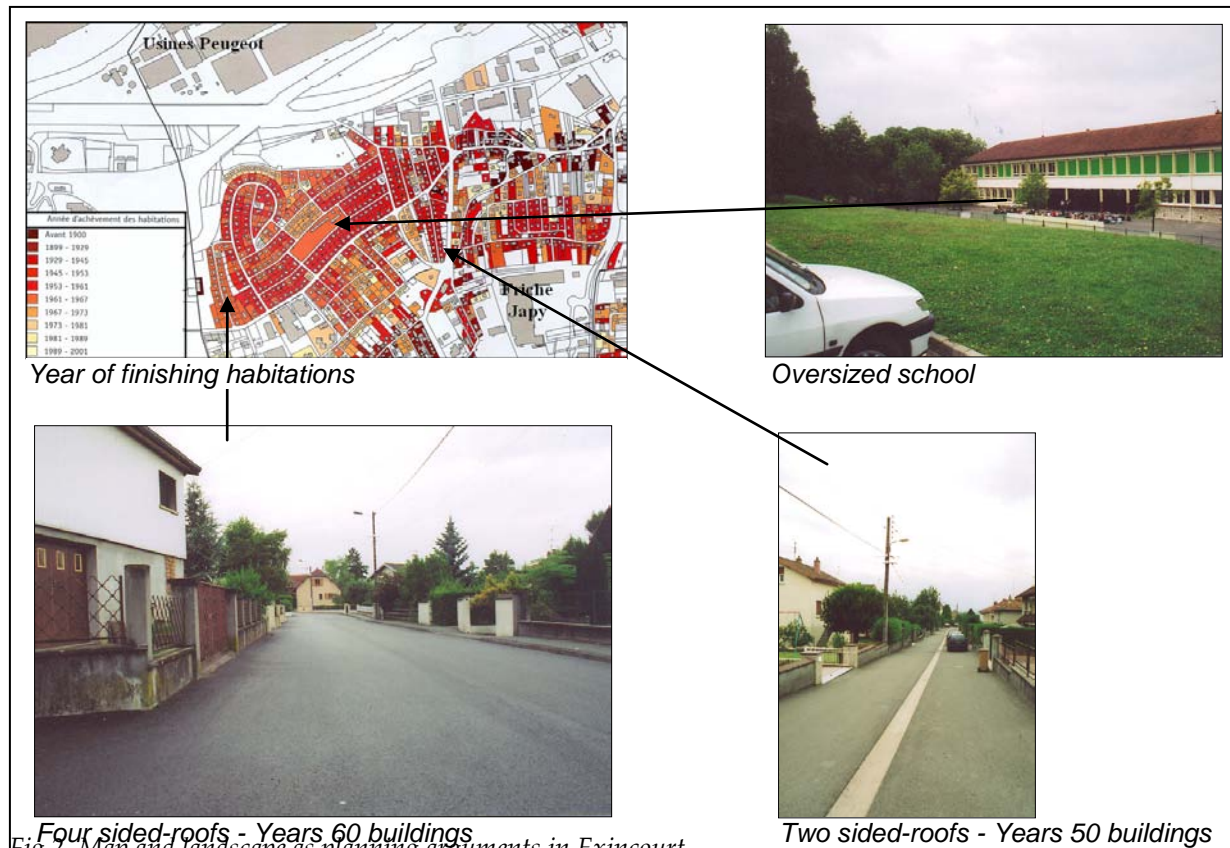 Usines Peugeot
Année d'achèvement des habitations
Avant 1900
1899 - 1929
1929 - 1945
1945 - 1953
1953 - 1961
1961 - 1967
1967 - 1973
1973 - 1981
1981 - 1989
1989 - 2001
Friche
Japy
Year of finishing habitations
Oversized school
Four sided-roofs - Years 60 buildings
Two sided-roofs - Years 50 buildings
Fig 2. Map and landscape as planning arguments in Exincourt